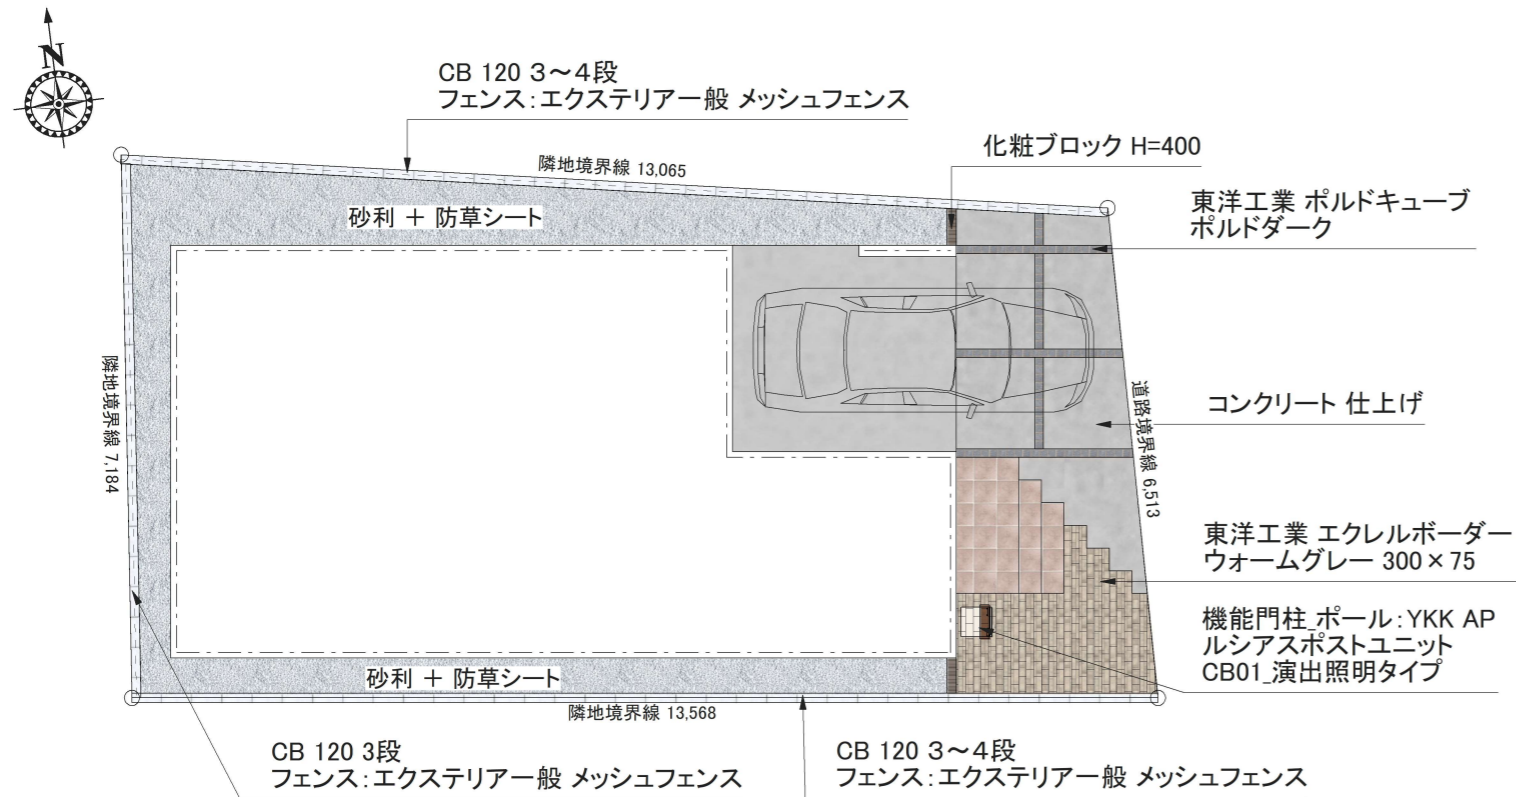 N
CB 120 3〜4段
フェンス：エクステリア一般 メッシュフェンス
隣地境界線 13,065
化粧ブロック H=400
東洋工業 ポルドキューブ
ポルドダーク
砂利 ＋ 防草シート
隣地境界線 7,184
道路境界線 6,513
コンクリート 仕上げ
東洋工業 エクレルボーダー
ウォームグレー 300×75
機能門柱_ポール：YKK AP
ルシアスポストユニット
CB01_演出照明タイプ
砂利 ＋ 防草シート
隣地境界線 13,568
CB 120 3段
フェンス：エクステリア一般 メッシュフェンス
CB 120 3〜4段
フェンス：エクステリア一般 メッシュフェンス